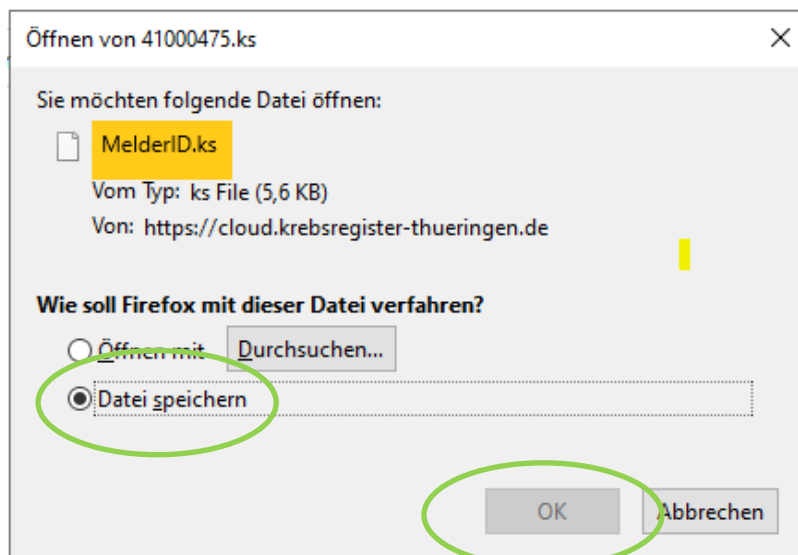 Öffnen von 41000475.ks
Sie möchten folgende Datei öffnen:
MelderID.ks
Vom Typ: ks File (5,6 KB)
Von: https://cloud.krebsregister-thueringen.de
Wie soll Firefox mit dieser Datei verfahren?
Öffnen mit Durchsuchen...
Datei speichern
OK Abbrechen